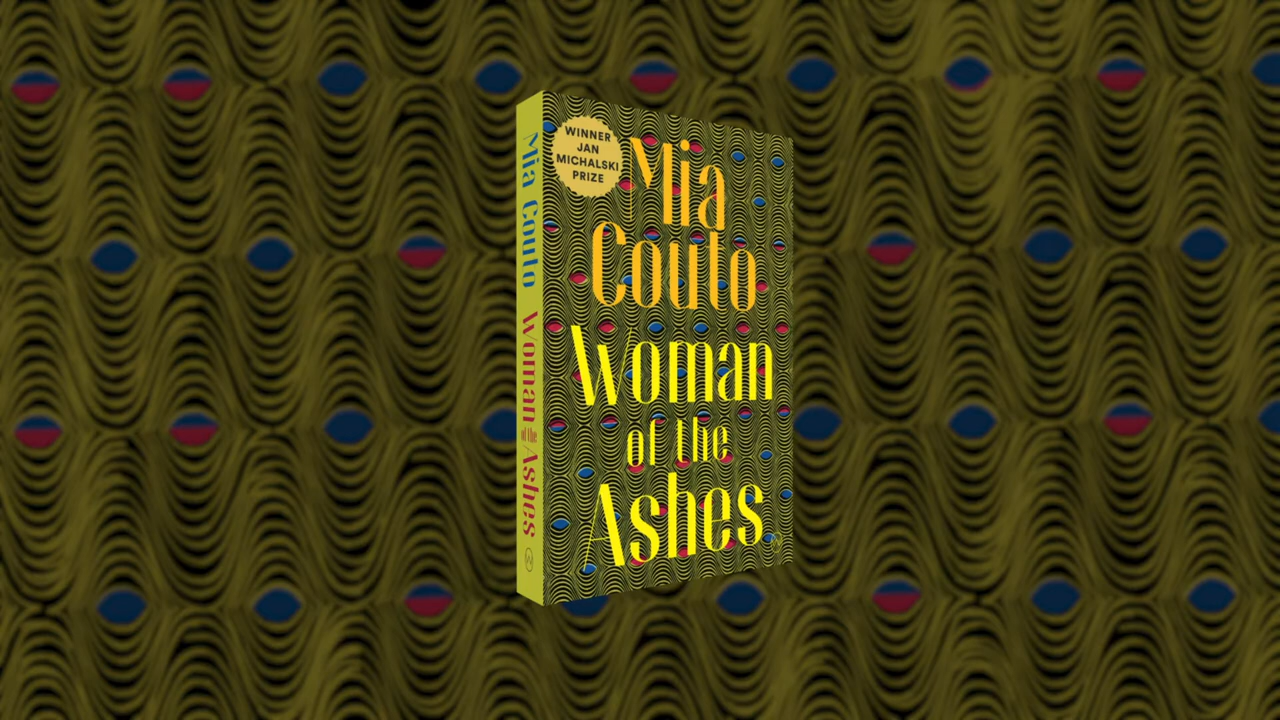 WINNER
JAN
MICHALSKI
PRIZE
Mia
Couto
Woman
of the
Ashes
Mia Couto Woman of the Ashes